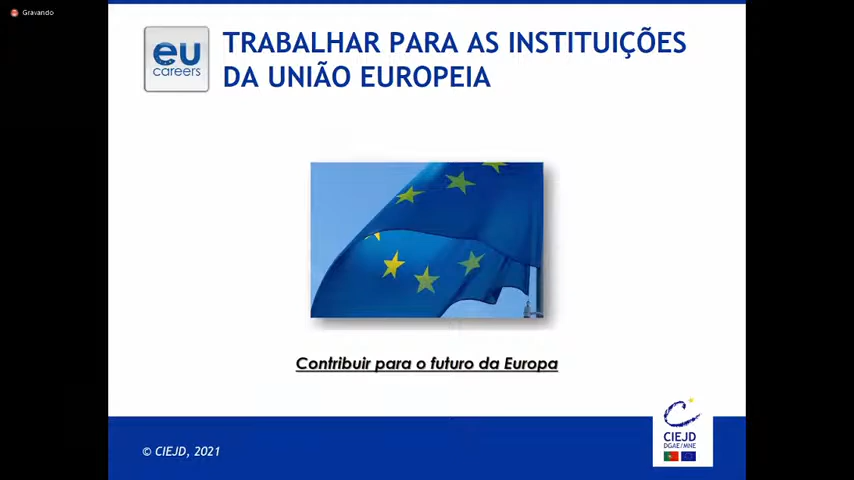 Gravando
eu
careers
TRABALHAR PARA AS INSTITUIÇÕES
DA UNIÃO EUROPEIA
Contribuir para o futuro da Europa
© CIEJD, 2021
CIEJD
DGAE/MNE